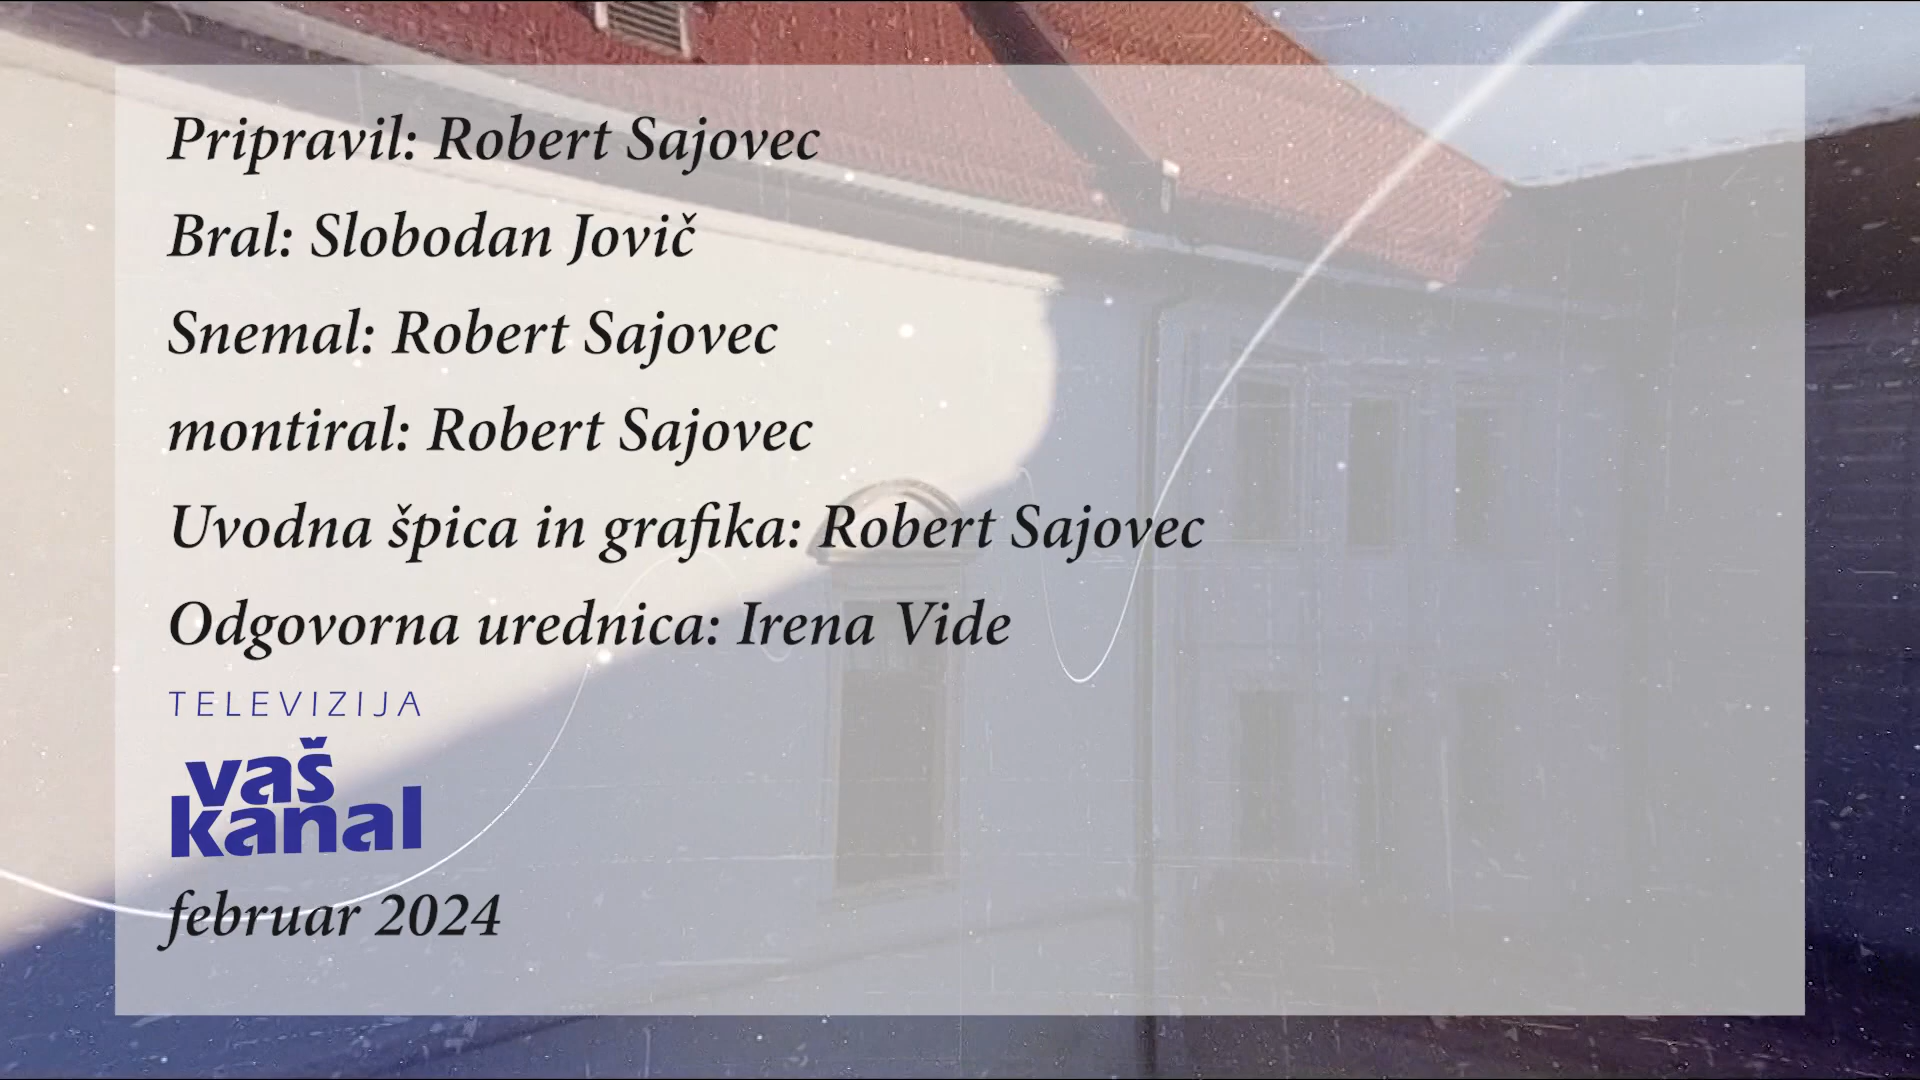 Pripravil: Robert Sajovec
Bral: Slobodan Jovič
Snemal: Robert Sajovec
montiral: Robert Sajovec
Uvodna špica in grafika: Robert Sajovec
Odgovorna urednica: Irena Vide
TELEVIZIJA
vaš
kanal
februar 2024